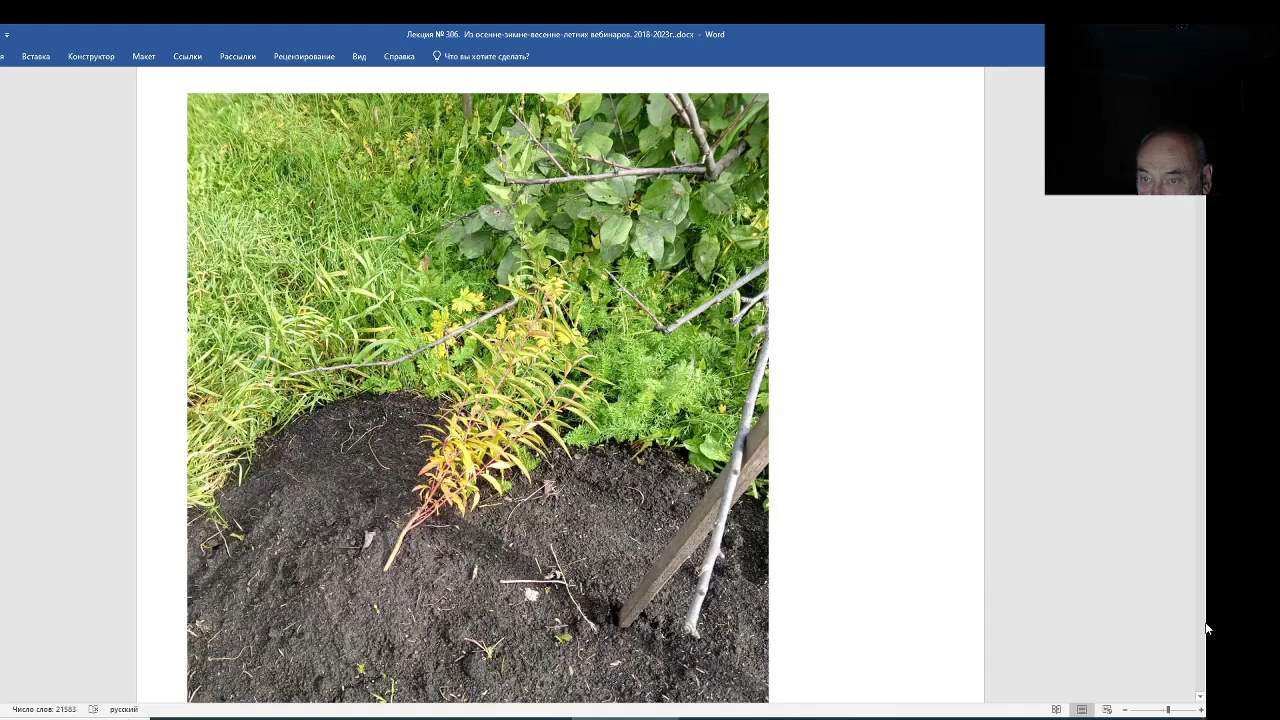 Лекция № 306. Из осенне-зимне-весенне-летних вебинаров. 2018-2023г..docx - Word
я Вставка Конструктор Макет Ссылки Рассылки Рецензирование Вид Справка Что вы хотите сделать?
Число слов: 21583 русский